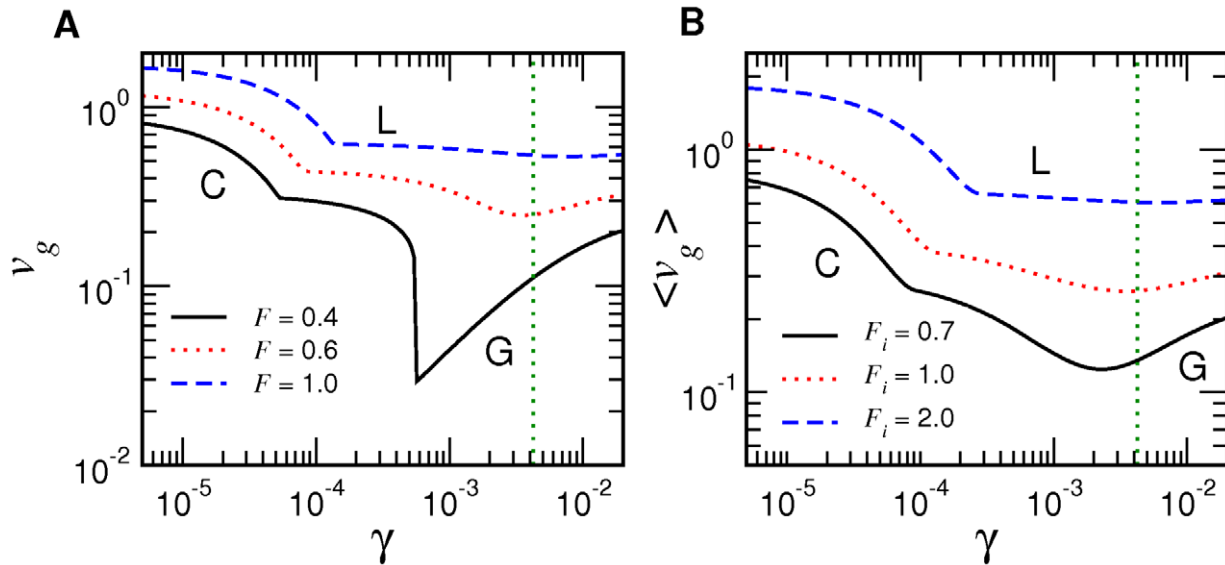 A
B
10^0
10^-1
10^-2
v_g
C
L
G
F = 0.4
F = 0.6
F = 1.0
10^-5
10^-4
10^-3
10^-2
γ
10^0
10^-1
<v_g>
C
L
G
F_i = 0.7
F_i = 1.0
F_i = 2.0
10^-5
10^-4
10^-3
10^-2
γ